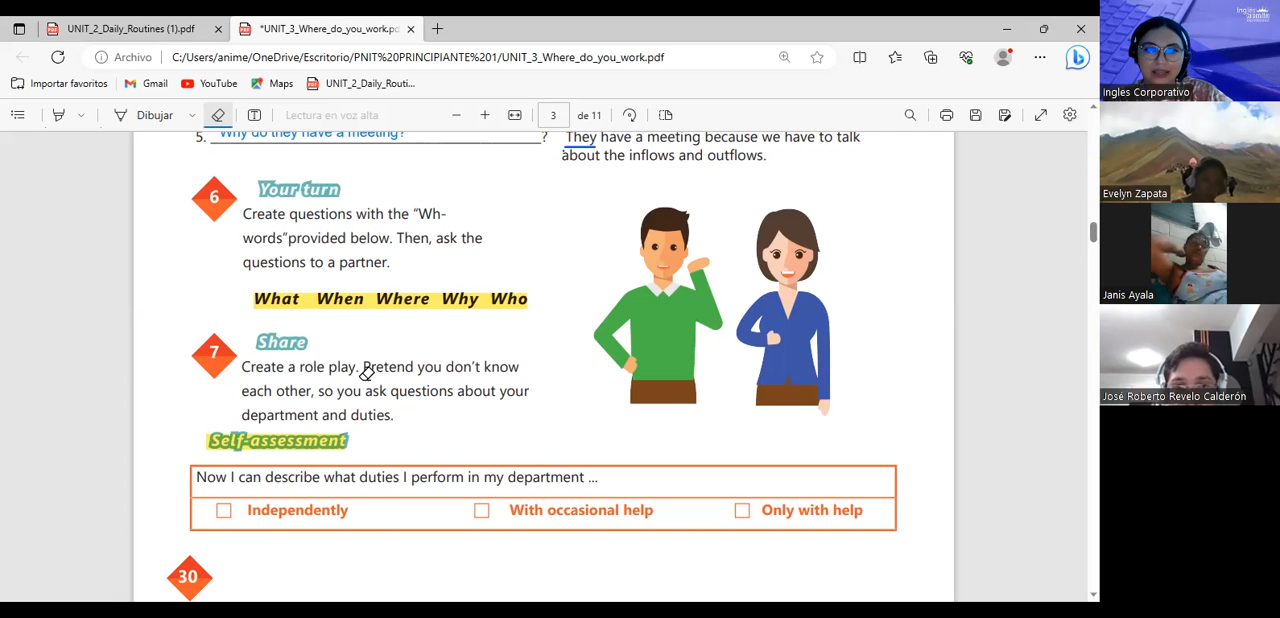 UNIT_2_Daily_Routines (1).pdf
*UNIT_3_Where_do_you_work.pd
Archivo
C:/Users/anime/OneDrive/Escritorio/PNIT%20PRINCIPIANTE%201/UNIT_3_Where_do_you_work.pdf
Importar favoritos
Gmail
YouTube
Maps
UNIT_2_Daily_Routi...
Dibujar
Lectura en voz alta
3
de 11
5. Why do they have a meeting? ?
They have a meeting because we have to talk
about the inflows and outflows.
6
Your turn
Create questions with the "Wh-
words"provided below. Then, ask the
questions to a partner.
What When Where Why Who
7
Share
Create a role play. Pretend you don't know
each other, so you ask questions about your
department and duties.
Self-assessment
Now I can describe what duties I perform in my department ...
Independently
With occasional help
Only with help
30
Ingles Corporativo
Evelyn Zapata
Janis Ayala
José Roberto Revelo Calderón